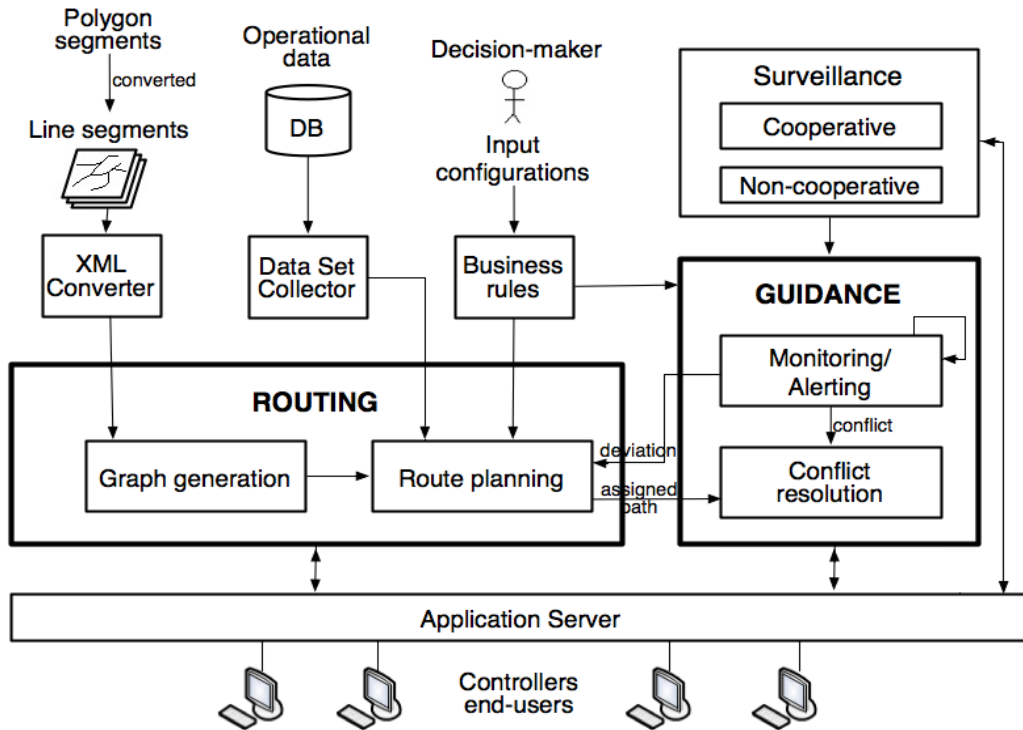 Polygon
segments
converted
Line segments
XML
Converter
Operational
data
DB
Data Set
Collector
Decision-maker
Input
configurations
Business
rules
Surveillance
Cooperative
Non-cooperative
GUIDANCE
Monitoring/
Alerting
conflict
Conflict
resolution
ROUTING
Graph generation
Route planning
deviation
assigned
path
Application Server
Controllers
end-users